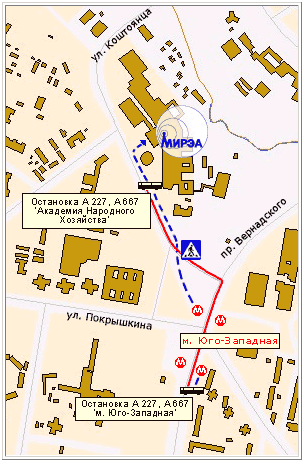 ул. Коштоянца
МИРЭА
Остановка А 227, А 667
'Академия Народного
Хозяйства'
пр. Вернадского
ул. Покрышкина
м. Юго-Западная
Остановка А 227, А 667
'м. Юго-Западная'